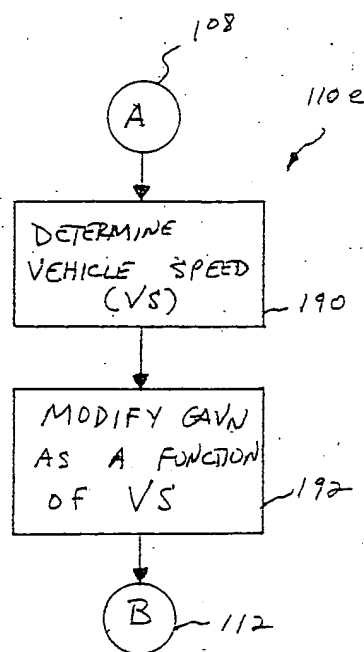 108
A
110e
DETERMINE
VEHICLE SPEED
(VS)
190
MODIFY GAVN
AS A FUNCTION
OF VS
192
B
112